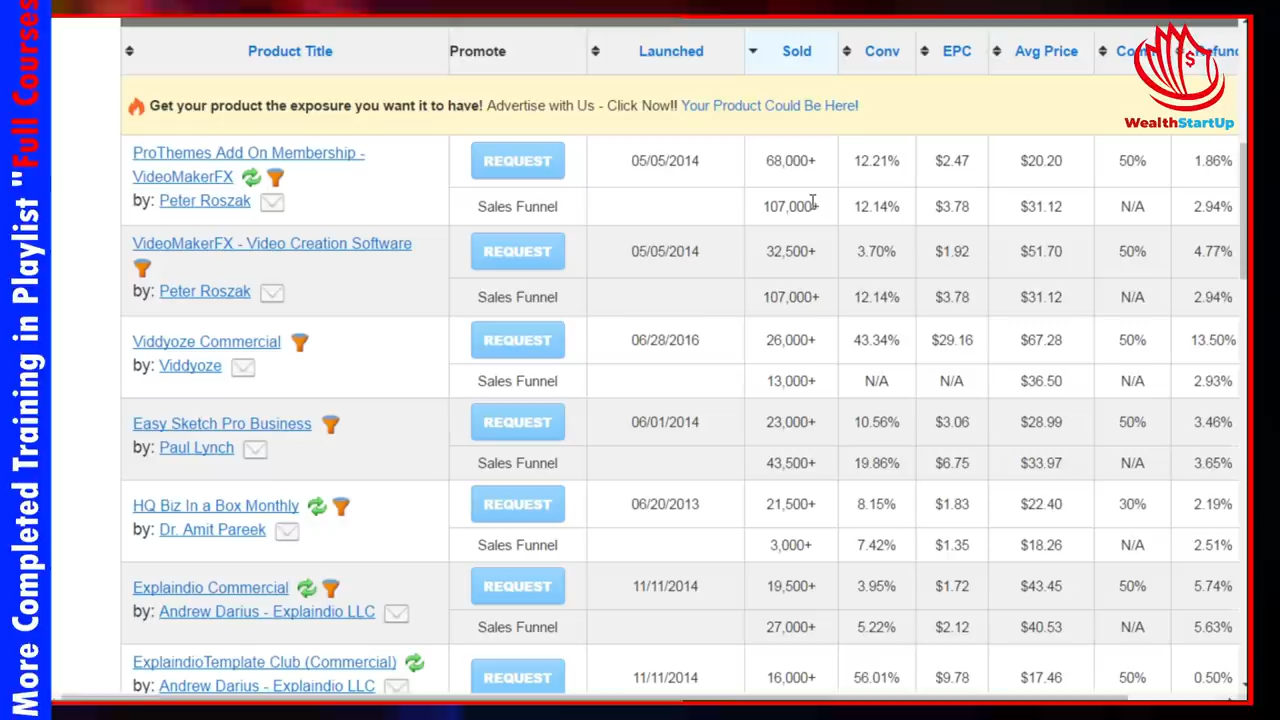 More Completed Training in Playlist "Full Courses
Product Title Promote Launched Sold Conv EPC Avg Price
WealthStartUp
Get your product the exposure you want it to have! Advertise with Us - Click Now!! Your Product Could Be Here!
ProThemes Add On Membership - REQUEST 05/05/2014 68,000+ 12.21% $2.47 $20.20 50% 1.86%
VideoMakerFX
by: Peter Roszak Sales Funnel 107,000+ 12.14% $3.78 $31.12 N/A 2.94%
VideoMakerFX - Video Creation Software REQUEST 05/05/2014 32,500+ 3.70% $1.92 $51.70 50% 4.77%
by: Peter Roszak Sales Funnel 107,000+ 12.14% $3.78 $31.12 N/A 2.94%
Viddyoze Commercial REQUEST 06/28/2016 26,000+ 43.34% $29.16 $67.28 50% 13.50%
by: Viddyoze Sales Funnel 13,000+ N/A N/A $36.50 N/A 2.93%
Easy Sketch Pro Business REQUEST 06/01/2014 23,000+ 10.56% $3.06 $28.99 50% 3.46%
by: Paul Lynch Sales Funnel 43,500+ 19.86% $6.75 $33.97 N/A 3.65%
HQ Biz In a Box Monthly REQUEST 06/20/2013 21,500+ 8.15% $1.83 $22.40 30% 2.19%
by: Dr. Amit Pareek Sales Funnel 3,000+ 7.42% $1.35 $18.26 N/A 2.51%
Explaindio Commercial REQUEST 11/11/2014 19,500+ 3.95% $1.72 $43.45 50% 5.74%
by: Andrew Darius - Explaindio LLC Sales Funnel 27,000+ 5.22% $2.12 $40.53 N/A 5.63%
ExplaindioTemplate Club (Commercial) REQUEST 11/11/2014 16,000+ 56.01% $9.78 $17.46 50% 0.50%
by: Andrew Darius - Explaindio LLC